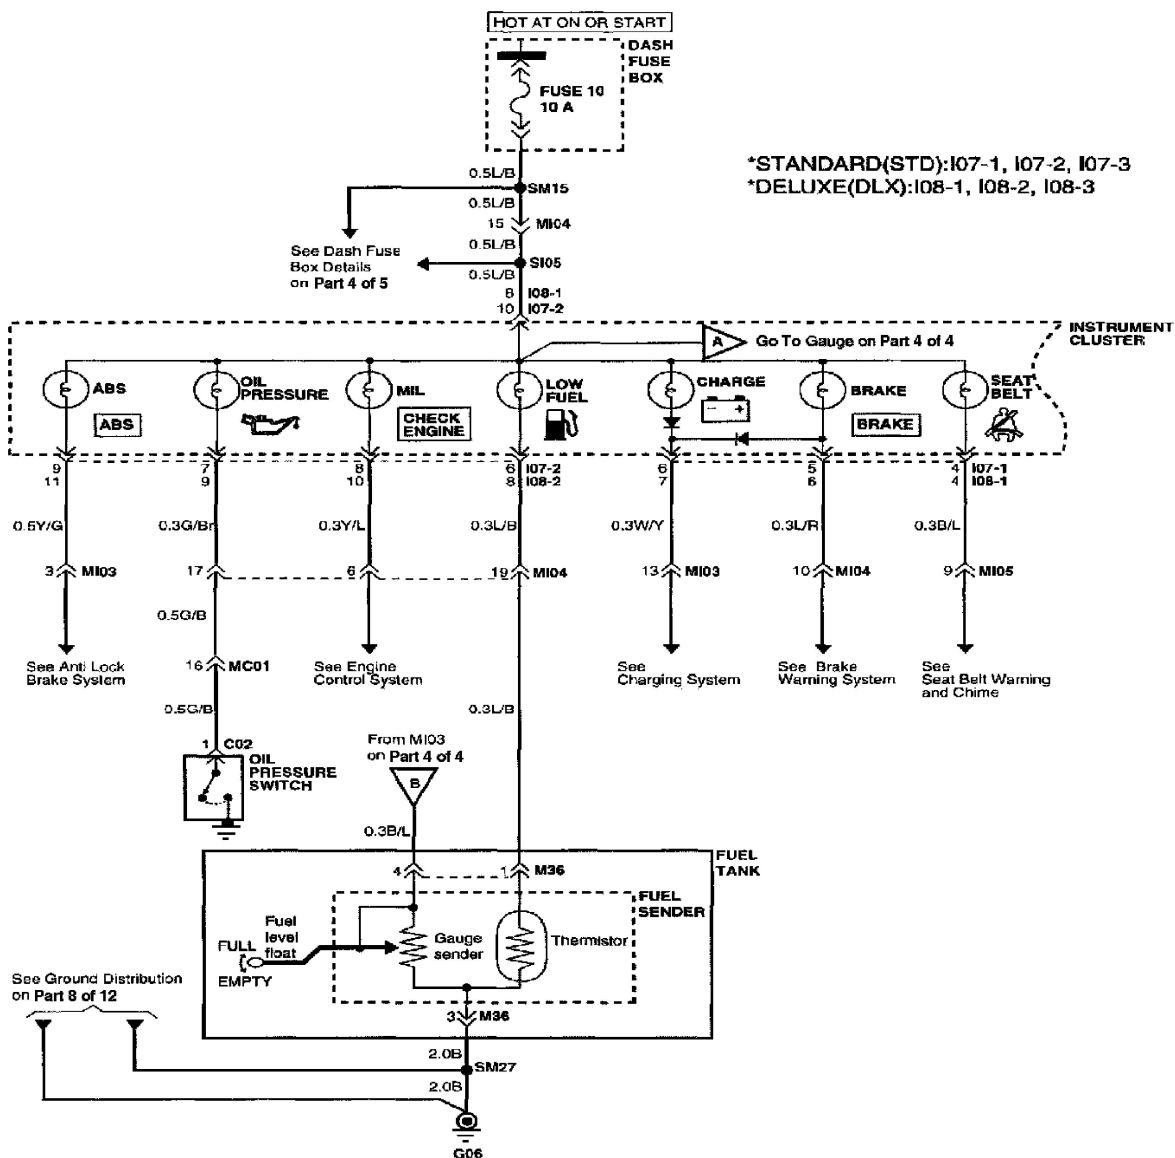 HOT AT ON OR START
DASH
FUSE
BOX
FUSE 10
10 A
*STANDARD(STD):I07-1, I07-2, I07-3
*DELUXE(DLX):I08-1, I08-2, I08-3
0.5L/B
SM15
0.5L/B
15 MI04
See Dash Fuse
Box Details
on Part 4 of 5
0.5L/B
SI05
0.5L/B
8 I08-1
10 I07-2
INSTRUMENT
CLUSTER
A
Go To Gauge on Part 4 of 4
ABS
ABS
OIL
PRESSURE
MIL
CHECK
ENGINE
LOW
FUEL
CHARGE
- +
BRAKE
BRAKE
SEAT
BELT
9 7 8 6 I07-2 6 5 4 I07-1
11 9 10 8 I08-2 7 6 4 I08-1
0.5Y/G 0.3G/Br 0.3Y/L 0.3L/B 0.3W/Y 0.3L/R 0.3B/L
3 MI03 17 6 19 MI04 13 MI03 10 MI04 9 MI05
0.5G/B
See Anti Lock
Brake System
16 MC01
See Engine
Control System
See
Charging System
See Brake
Warning System
See
Seat Belt Warning
and Chime
0.5G/B
0.3L/B
1 C02
OIL
PRESSURE
SWITCH
From MI03
on Part 4 of 4
B
0.3B/L
FUEL
TANK
4 1 M36
FUEL
SENDER
Fuel
level
float
FULL
EMPTY
Gauge
sender
Thermistor
See Ground Distribution
on Part 8 of 12
3 M36
2.0B
SM27
2.0B
G06